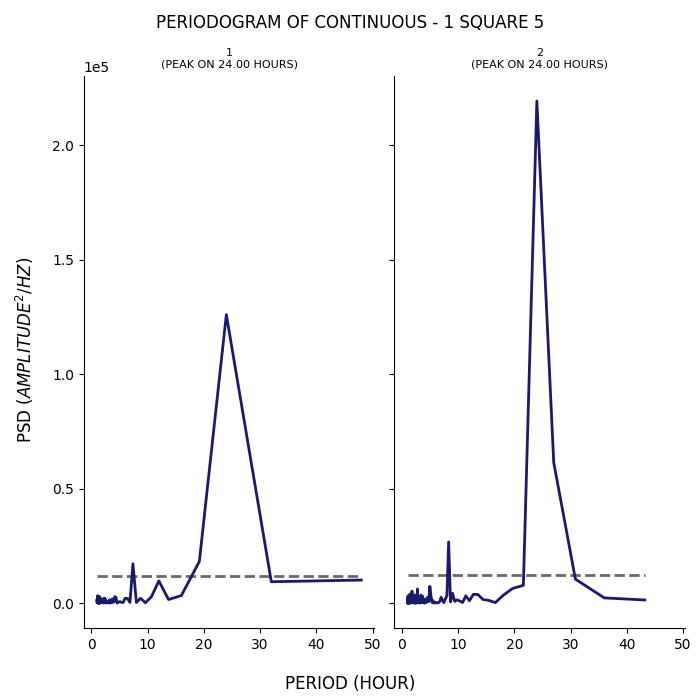 PERIODOGRAM OF CONTINUOUS - 1 SQUARE 5
1
(PEAK ON 24.00 HOURS)
2
(PEAK ON 24.00 HOURS)
1e5
2.0
1.5
1.0
0.5
0.0
PSD (AMPLITUDE²/HZ)
0 10 20 30 40 50
0 10 20 30 40 50
PERIOD (HOUR)